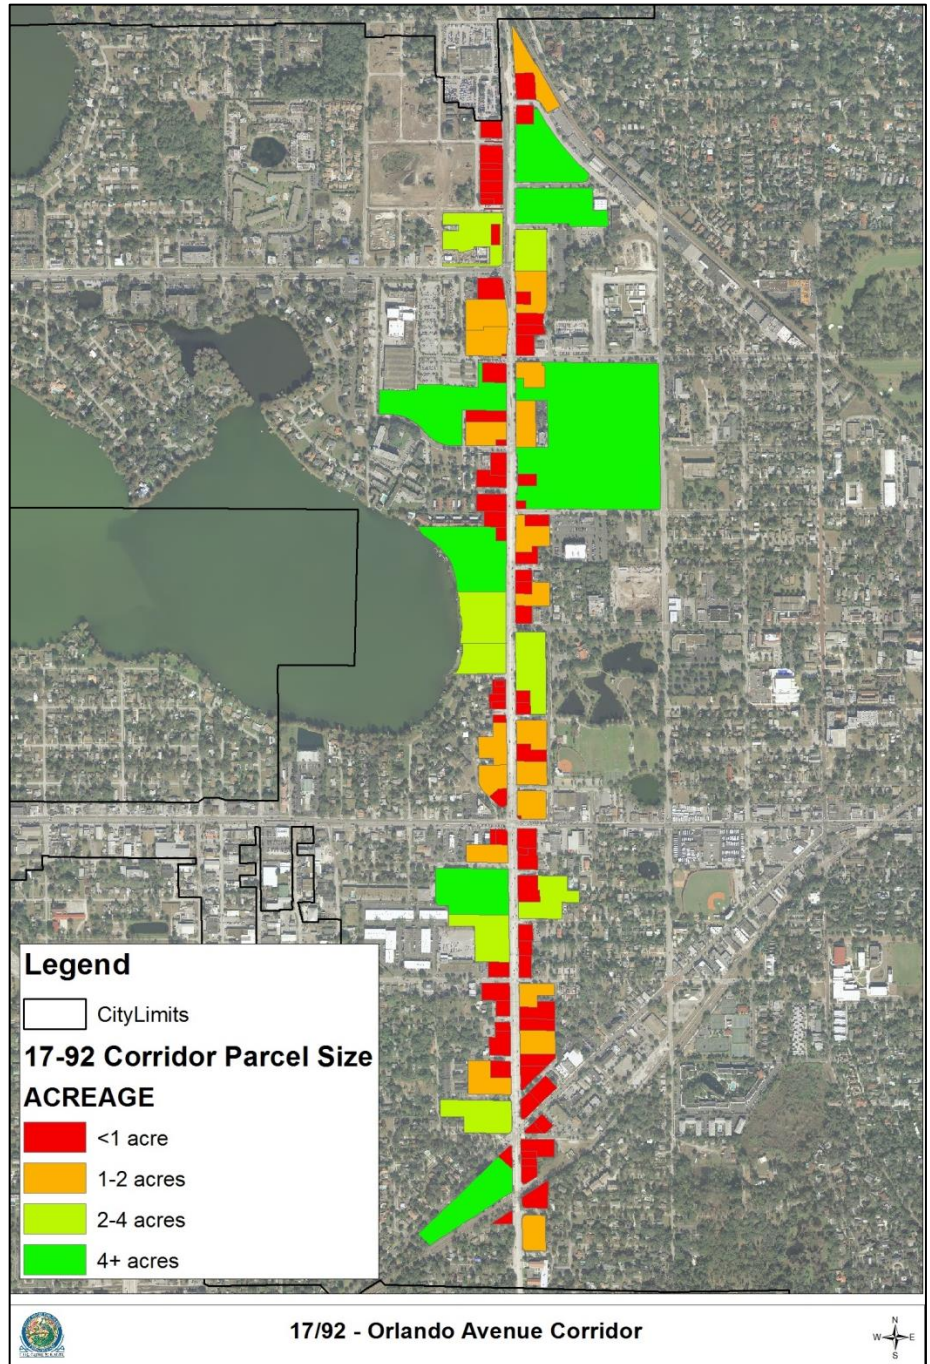 Legend
CityLimits
17-92 Corridor Parcel Size
ACREAGE
<1 acre
1-2 acres
2-4 acres
4+ acres
17/92 - Orlando Avenue Corridor
N
W E
S